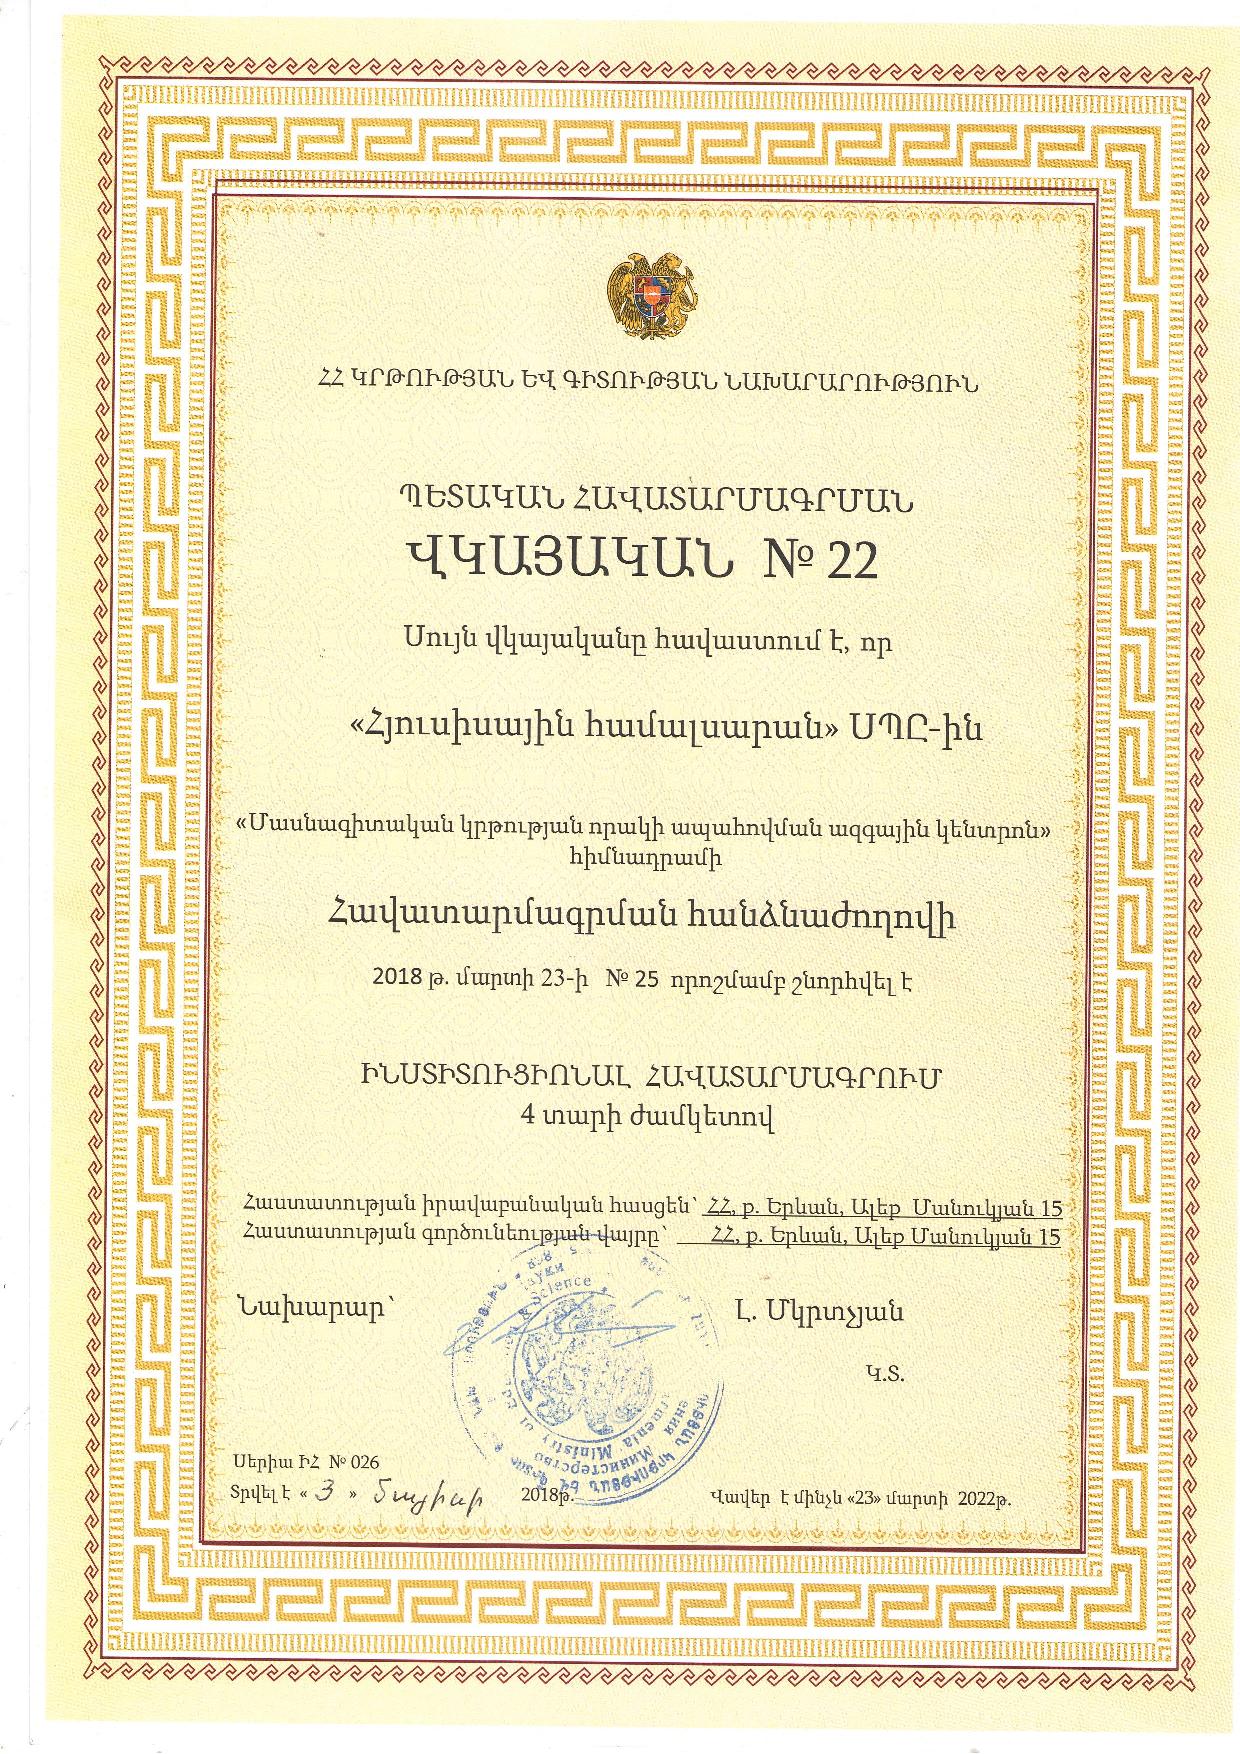 ՀՀ ԿՐԹՈՒԹՅԱՆ ԵՎ ԳԻՏՈՒԹՅԱՆ ՆԱԽԱՐԱՐՈՒԹՅՈՒՆ
ՊԵՏԱԿԱՆ ՀԱՎԱՏԱՐՄԱԳՐՄԱՆ
ՎԿԱՅԱԿԱՆ № 22
Սույն վկայականը հավաստում է, որ
«Հյուսիսային համալսարան» ՍՊԸ-ին
«Մասնագիտական կրթության որակի ապահովման ազգային կենտրոն»
հիմնադրամի
Հավատարմագրման հանձնաժողովի
2018 թ. մարտի 23-ի № 25 որոշմամբ շնորհվել է
ԻՆՍՏԻՏՈՒՑԻՈՆԱԼ ՀԱՎԱՏԱՐՄԱԳՐՈՒՄ
4 տարի ժամկետով
Հաստատության իրավաբանական հասցեն՝ ՀՀ, ք. Երևան, Ալեք Մանուկյան 15
Հաստատության գործունեության վայրը՝ ՀՀ, ք. Երևան, Ալեք Մանուկյան 15
Նախարար՝ Լ. Մկրտչյան
Կ.Տ.
Սերիա ԻՀ № 026
Տրվել է « 3 » մայիսի 2018թ. Վավեր է մինչև «23» մարտի 2022թ.